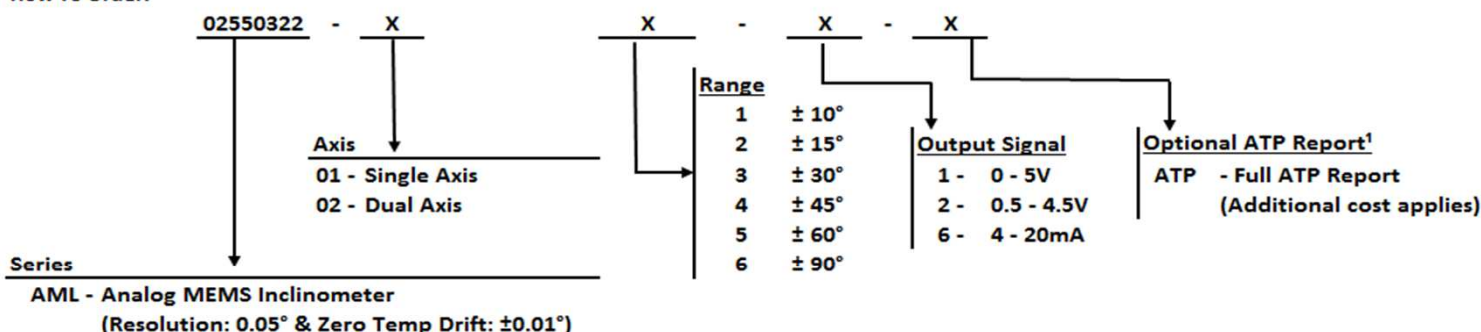 02550322 - X X - X - X
Range
1 ± 10°
2 ± 15°
3 ± 30°
4 ± 45°
5 ± 60°
6 ± 90°
Axis
01 - Single Axis
02 - Dual Axis
Output Signal
1 - 0 - 5V
2 - 0.5 - 4.5V
6 - 4 - 20mA
Optional ATP Report¹
ATP - Full ATP Report
(Additional cost applies)
Series
AML - Analog MEMS Inclinometer
(Resolution: 0.05° & Zero Temp Drift: ±0.01°)